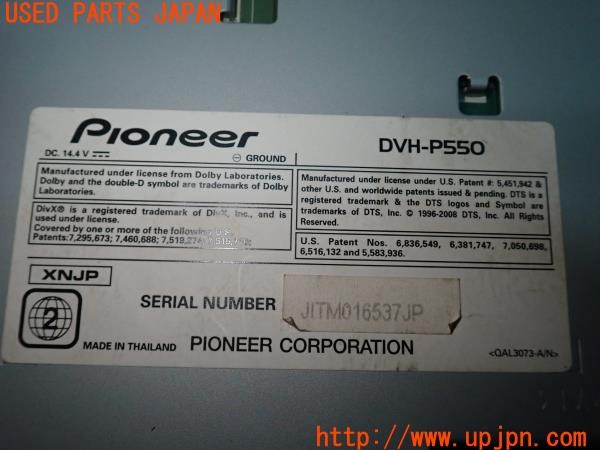 USED PARTS JAPAN
Pioneer
DVH-P550
DC. 14.4 V
GROUND
Manufactured under license from Dolby Laboratories.
Dolby and the double-D symbol are trademarks of Dolby
Laboratories.
DivX® is a registered trademark of DivX, Inc., and is
used under license.
Covered by one or more of the following U.S.
Patents:7,295,673; 7,460,688; 7,519,274; 7,515,710;
Manufactured under license under U.S. Patent #: 5,451,942 &
other U.S. and worldwide patents issued & pending. DTS is a
registered trademark & the DTS logos and Symbol are
trademarks of DTS, Inc. © 1996-2008 DTS, Inc. All Rights
Reserved.
U.S. Patent Nos. 6,836,549, 6,381,747, 7,050,698,
6,516,132 and 5,583,936.
XNJP
2
SERIAL NUMBER
JITM016537JP
MADE IN THAILAND
PIONEER CORPORATION
<QAL3073-A/N>
http://www.upjpn.com/